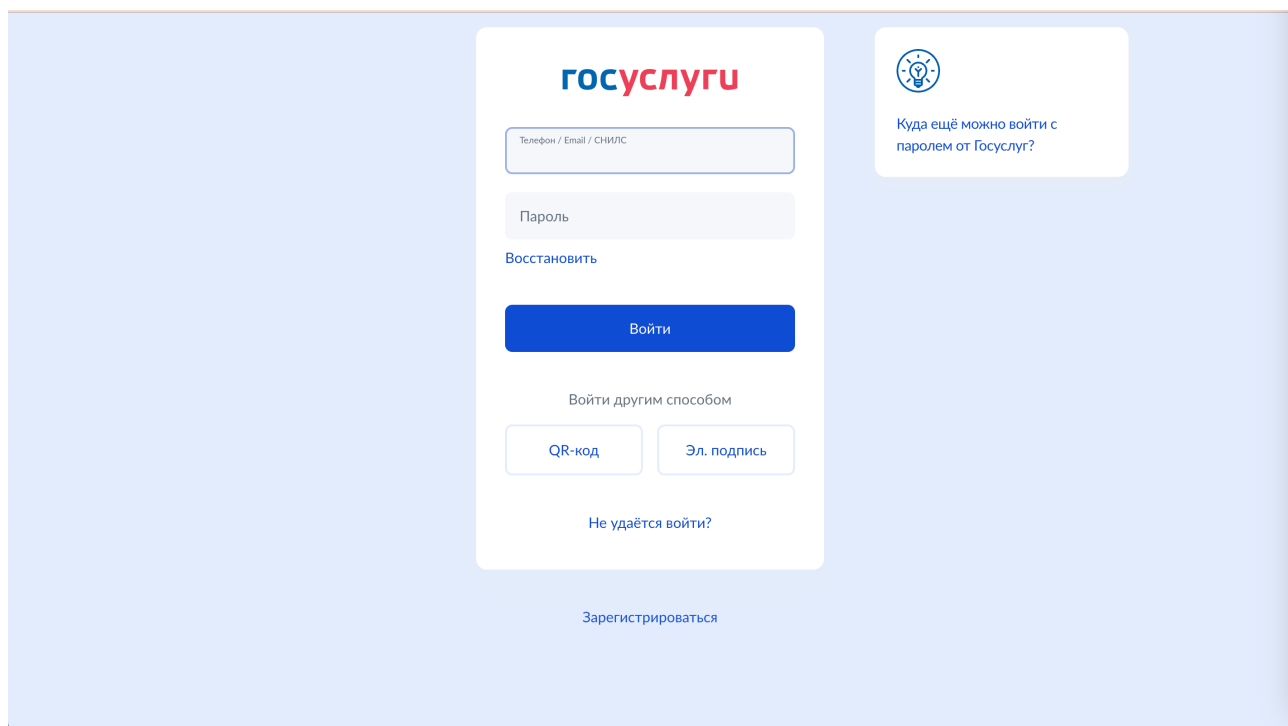 госуслуги
Телефон / Email / СНИЛС
Пароль
Восстановить
Войти
Войти другим способом
QR-код
Эл. подпись
Не удаётся войти?
Зарегистрироваться
Куда ещё можно войти с
паролем от Госуслуг?